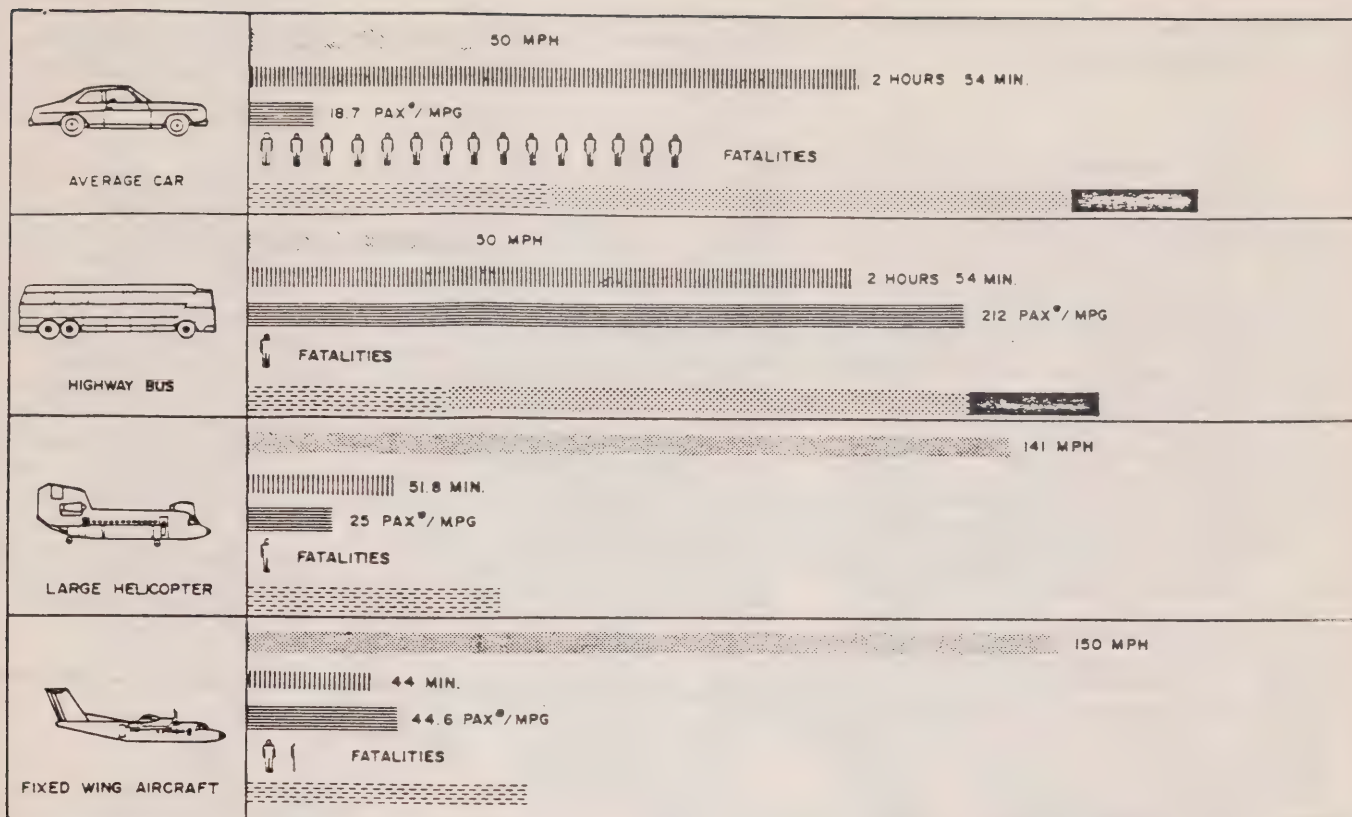 50 MPH
2 HOURS 54 MIN.
18.7 PAX*/MPG
FATALITIES
AVERAGE CAR
50 MPH
2 HOURS 54 MIN.
212 PAX*/MPG
FATALITIES
HIGHWAY BUS
141 MPH
51.8 MIN.
25 PAX*/MPG
FATALITIES
LARGE HELICOPTER
150 MPH
44 MIN.
44.6 PAX*/MPG
FATALITIES
FIXED WING AIRCRAFT